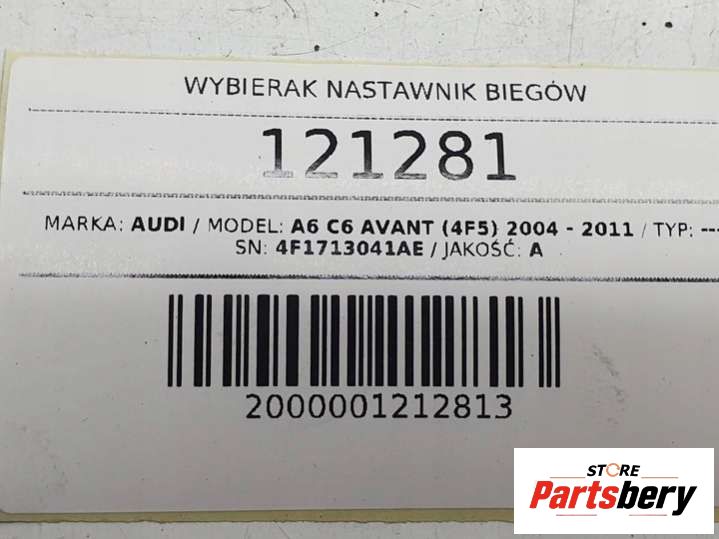 WYBIERAK NASTAWNIK BIEGÓW
121281
MARKA: AUDI / MODEL: A6 C6 AVANT (4F5) 2004 - 2011 / TYP: ---
SN: 4F1713041AE / JAKOŚĆ: A
2000001212813
STORE
Partsbery